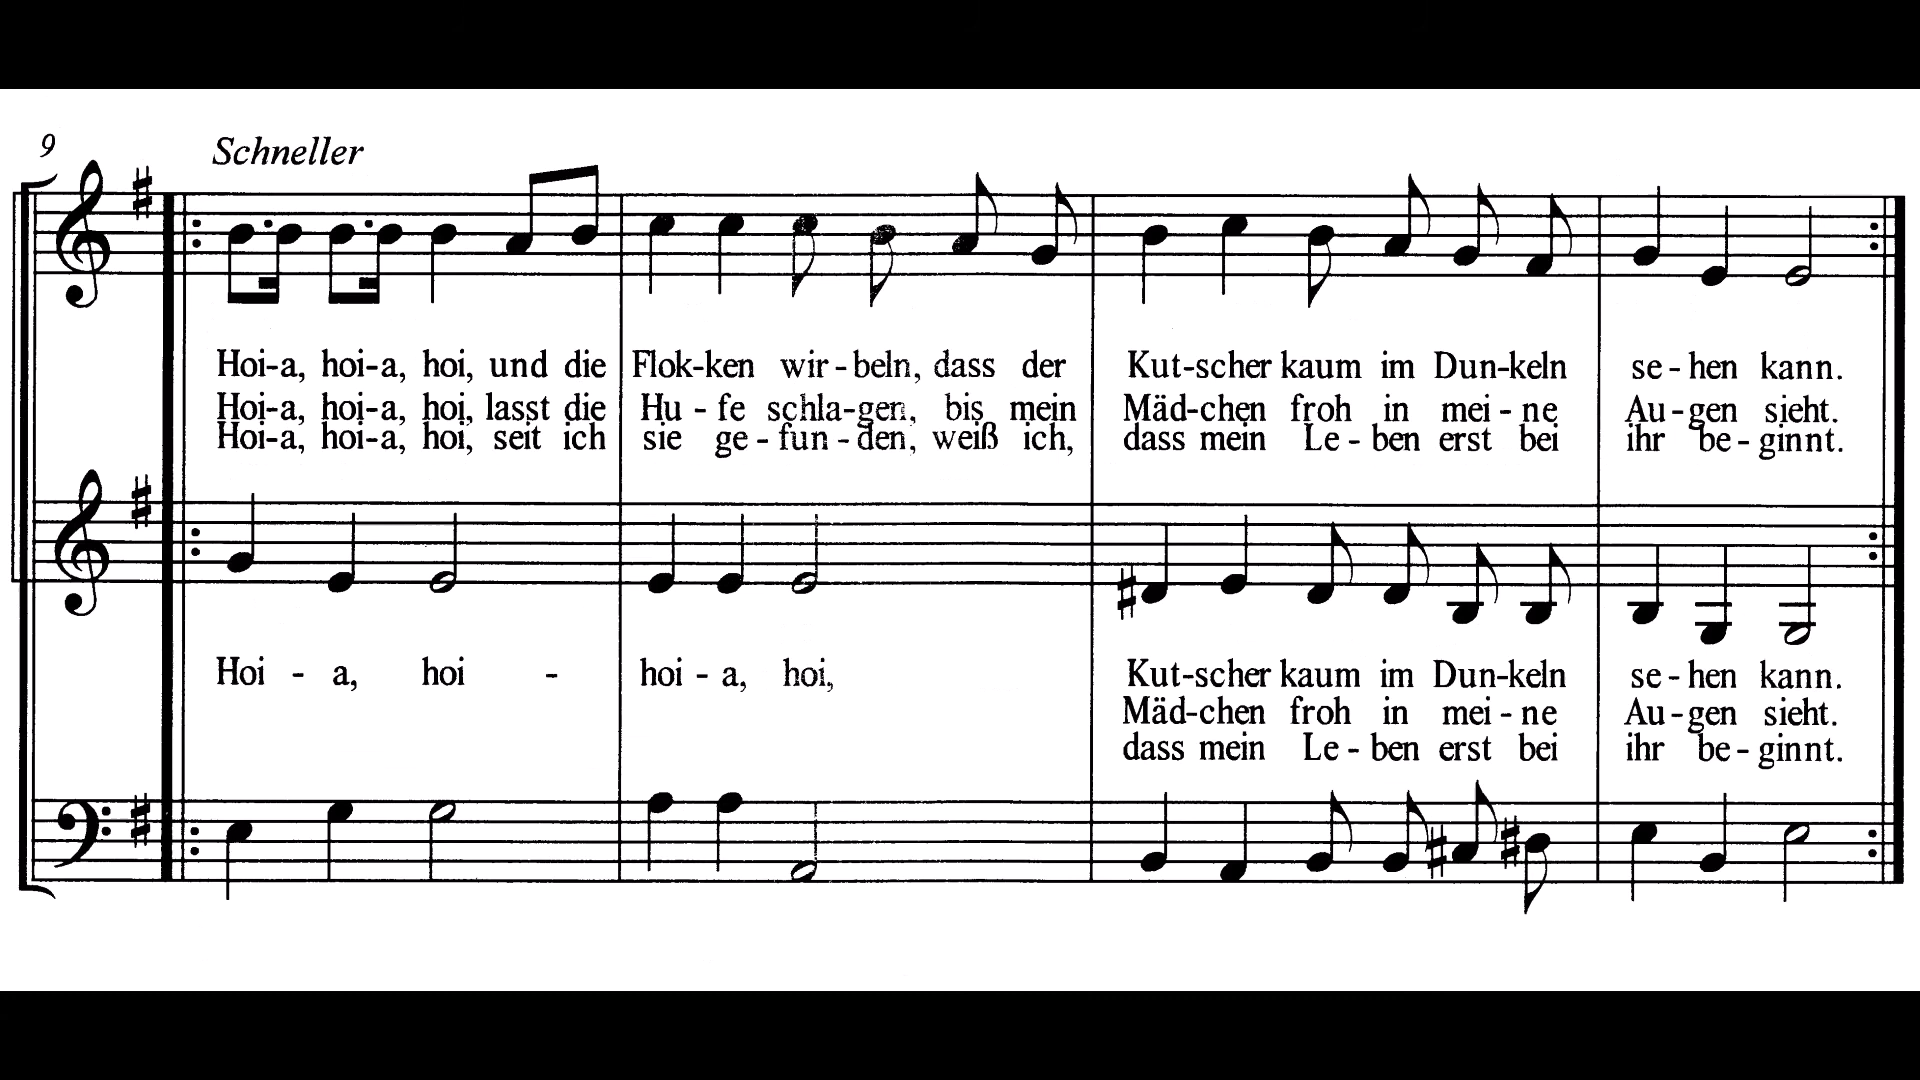 9
Schneller
Hoi-a, hoi-a, hoi, und die Flok-ken wir-beln, dass der Kut-scher kaum im Dun-keln se-hen kann.
Hoi-a, hoi-a, hoi, lasst die Hu-fe schla-gen, bis mein Mäd-chen froh in mei-ne Au-gen sieht.
Hoi-a, hoi-a, hoi, seit ich sie ge-fun-den, weiß ich, dass mein Le-ben erst bei ihr be-ginnt.
Hoi-a, hoi - hoi-a, hoi, Kut-scher kaum im Dun-keln se-hen kann.
Mäd-chen froh in mei-ne Au-gen sieht.
dass mein Le-ben erst bei ihr be-ginnt.